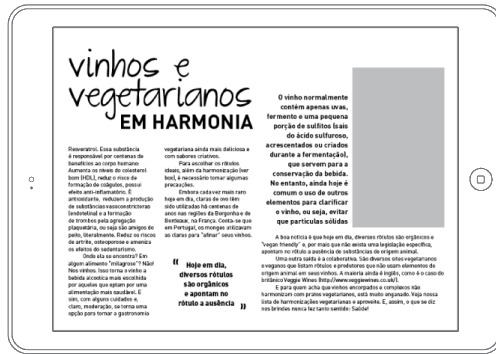 vinhos e
vegetarianos
EM HARMONIA
Resveratrol. Essa substância
é responsável por centenas de
benefícios ao corpo humano:
Aumenta os níveis do colesterol
bom (HDL), reduz o risco de
formação de coágulos, possui
efeito anti-inflamatório. É
antioxidante, reduzem a produção
de substâncias vasoconstrictoras
(endotelina) e a formação
de trombos pela agregação
plaquetária, ou seja são amigos do
peito, literalmente. Reduz os riscos
de artrite, osteoporose e ameniza
os efeitos do sedentarismo.
Onde ela se encontra? Em
algum alimento "milagroso"? Não!
Nos vinhos. Isso torna o vinho a
bebida alcoólica mais escolhida
por aqueles que optam por uma
alimentação mais saudável. E
sim, com alguns cuidados e,
claro, moderação, se torna uma
opção para tornar a gastronomia
vegetariana ainda mais deliciosa e
com sabores criativos.
Para escolher os rótulos
ideais, além da harmonização (ver
box), é necessário tomar algumas
precauções.
Embora cada vez mais raro
hoje em dia, claras de ovo têm
sido utilizadas há centenas de
anos nas regiões da Borgonha e de
Bordeaux, na França. Conta-se que
em Portugal, os monges utilizavam
as claras para "afinar" seus vinhos.
“ Hoje em dia,
diversos rótulos
são orgânicos
e apontam no
rótulo a ausência ”
O vinho normalmente
contém apenas uvas,
fermento e uma pequena
porção de sulfitos (sais
do ácido sulfuroso,
acrescentados ou criados
durante a fermentação),
que servem para a
conservação da bebida.
No entanto, ainda hoje é
comum o uso de outros
elementos para clarificar
o vinho, ou seja, evitar
que partículas sólidas
A boa notícia é que hoje em dia, diversos rótulos são orgânicos e
"vegan friendly" e, por mais que não exista uma legislação específica,
apontam no rótulo a ausência de substâncias de origem animal.
Uma outra saída é a colaborativa. São diversos sites vegetarianos
e veganos que listam rótulos e produtores que não usam elementos de
origem animal em seus vinhos. A maioria ainda é inglês, como é o caso do
britânico Veggie Wines (http://www.veggiewines.co.uk/).
E para quem acha que vinhos encorpados e complexos não
harmonizam com pratos vegetarianos, está muito enganado. Veja nossa
lista de harmonizações vegetarianas e aproveite. E, assim, o que se diz
nos brindes nunca fez tanto sentido: Saúde!